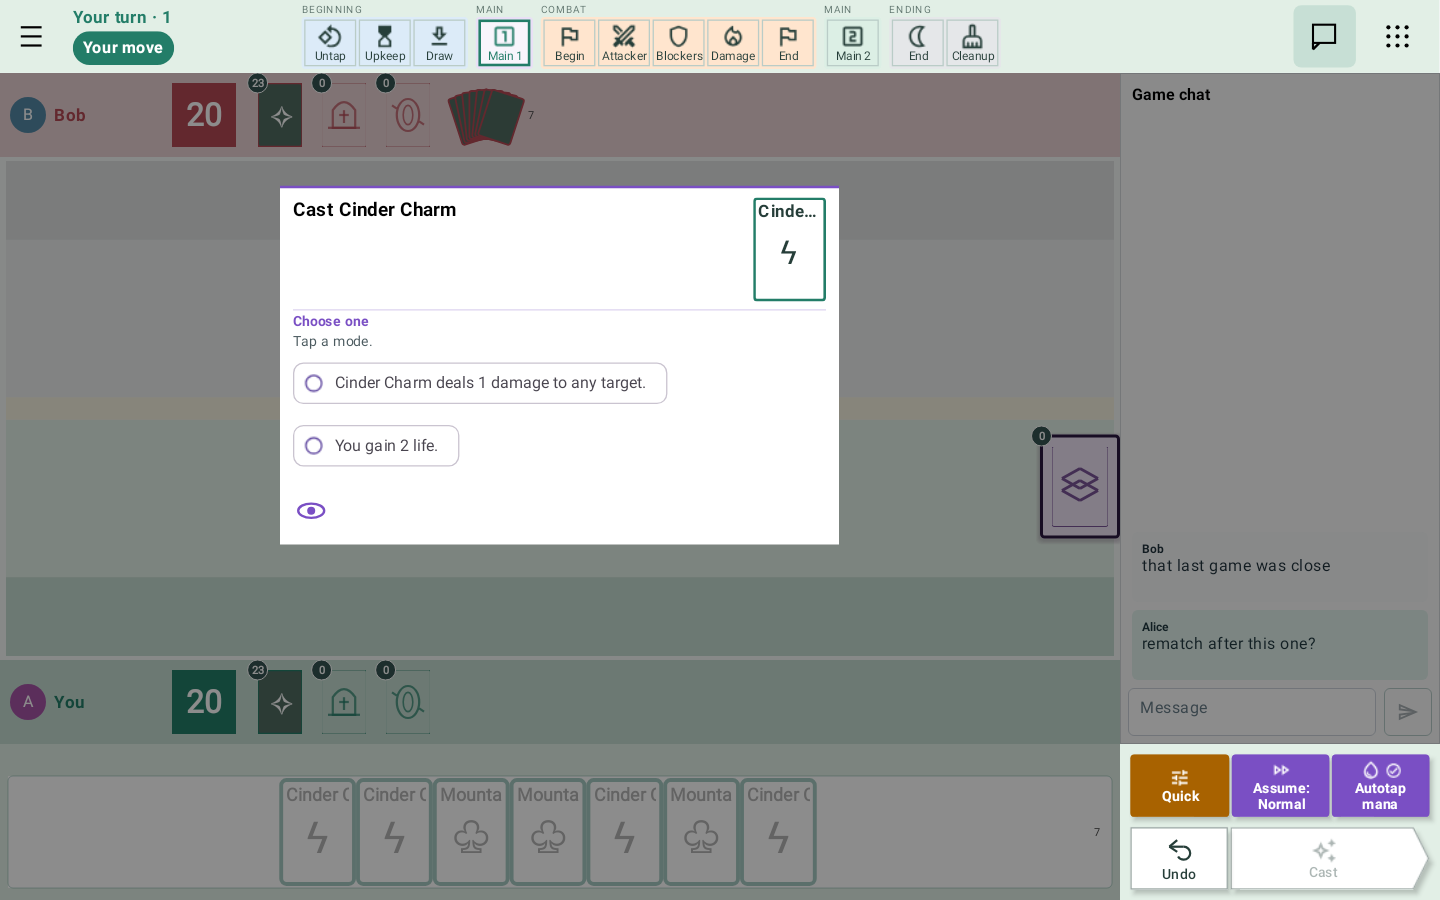 Your turn · 1
Your move
BEGINNING
Untap
Upkeep
Draw
MAIN
Main 1
COMBAT
Begin
Attacker
Blockers
Damage
End
MAIN
Main 2
ENDING
End
Cleanup
B
Bob
20
23
0
0
7
Game chat
Cast Cinder Charm
Cinde...
Choose one
Tap a mode.
Cinder Charm deals 1 damage to any target.
You gain 2 life.
0
Bob
that last game was close
Alice
rematch after this one?
Message
A
You
20
23
0
0
Cinder C
Cinder C
Mounta
Mounta
Cinder C
Mounta
Cinder C
7
Quick
Assume:
Normal
Autotap
mana
Undo
Cast